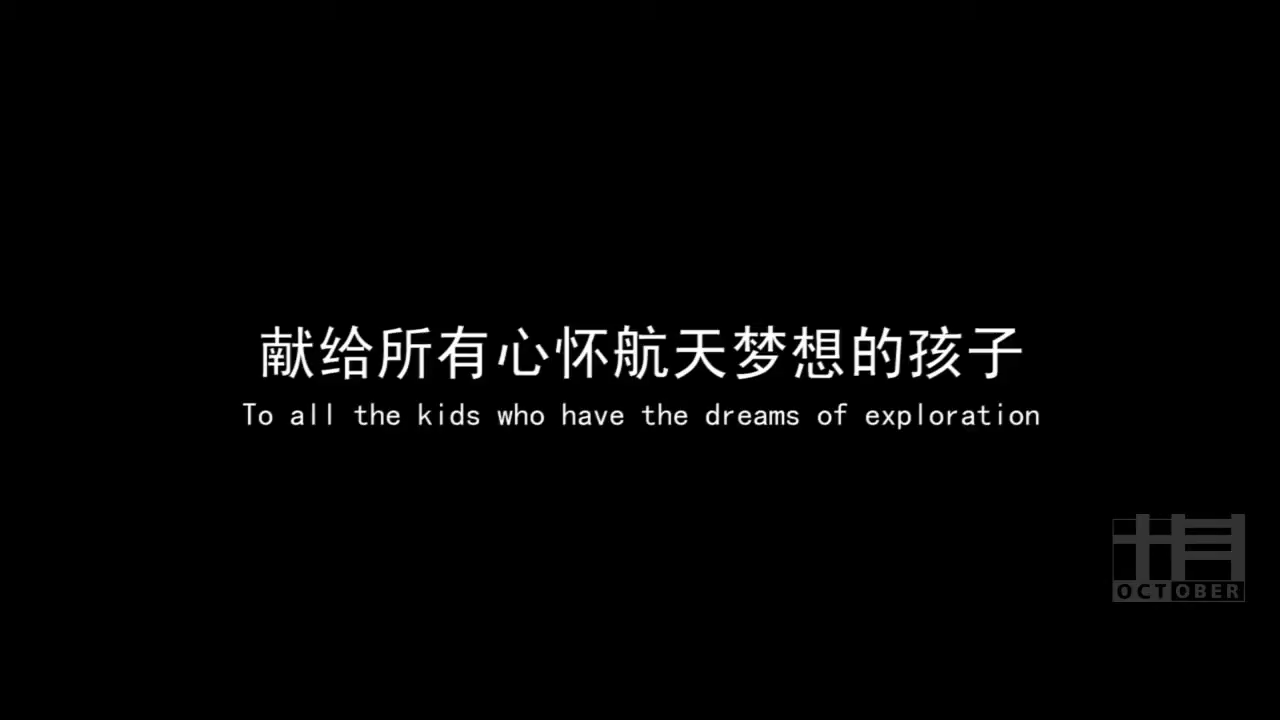 献给所有心怀航天梦想的孩子
To all the kids who have the dreams of exploration
十月
OCTOBER